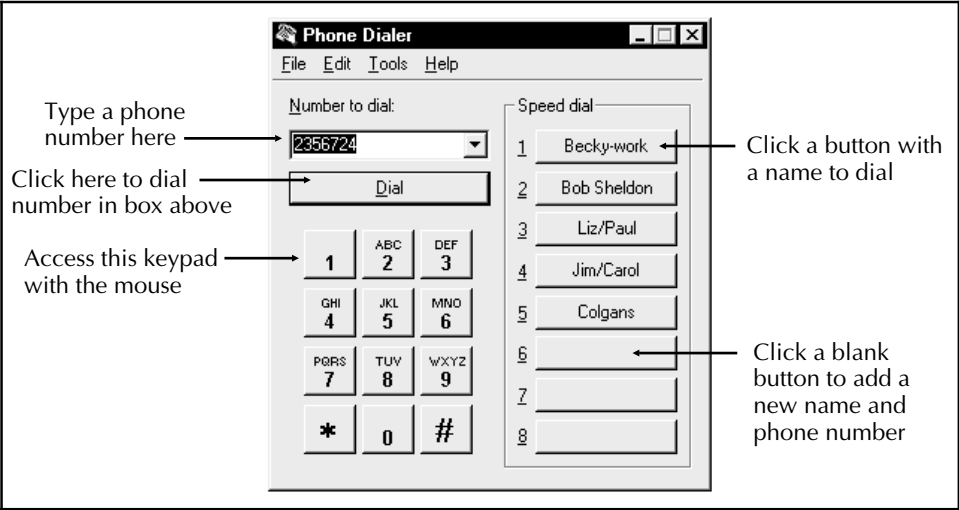 Phone Dialer
File Edit Tools Help
Type a phone
number here
Click here to dial
number in box above
Access this keypad
with the mouse
Number to dial:
2356724
Dial
1
ABC
2
DEF
3
GHI
4
JKL
5
MNO
6
PQRS
7
TUV
8
WXYZ
9
*
0
#
Speed dial
1 Becky-work
2 Bob Sheldon
3 Liz/Paul
4 Jim/Carol
5 Colgans
6
7
8
Click a button with
a name to dial
Click a blank
button to add a
new name and
phone number